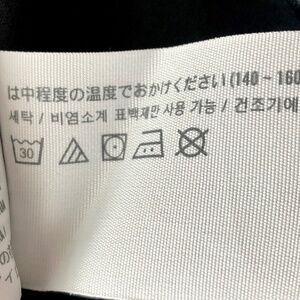 は中程度の温度でおかけください(140 ~ 160
세탁 / 비염소계 표백제만 사용 가능 / 건조기에
30